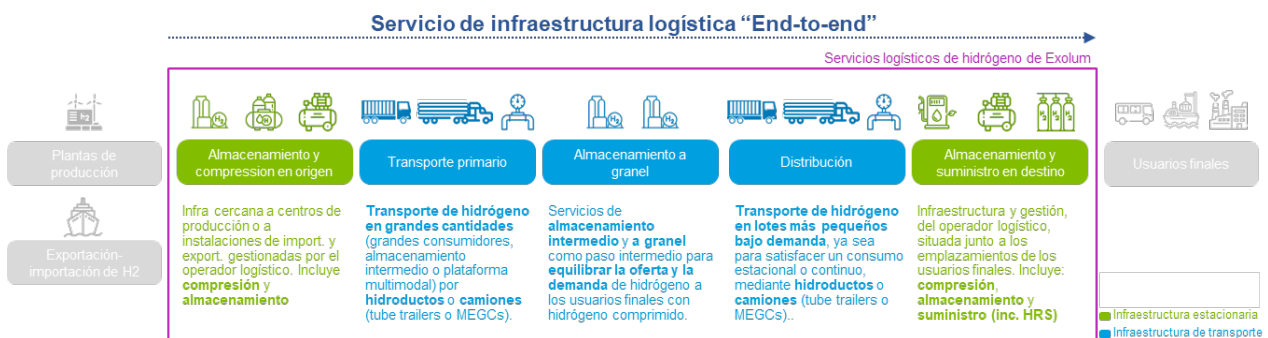 Servicio de infraestructura logística “End-to-end”
Servicios logísticos de hidrógeno de Exolum
Plantas de
producción
Exportación-
importación de H2
Almacenamiento y
compression en origen
Infra cercana a centros de
producción o a
instalaciones de import. y
export. gestionadas por el
operador logístico. Incluye
compresión y
almacenamiento
Transporte primario
Transporte de hidrógeno
en grandes cantidades
(grandes consumidores,
almacenamiento
intermedio o plataforma
multimodal) por
hidroductos o camiones
(tube trailers o MEGCs).
Almacenamiento a
granel
Servicios de
almacenamiento
intermedio y a granel
como paso intermedio para
equilibrar la oferta y la
demanda de hidrógeno a
los usuarios finales con
hidrógeno comprimido.
Distribución
Transporte de hidrógeno
en lotes más pequeños
bajo demanda, ya sea
para satisfacer un consumo
estacional o continuo,
mediante hidroductos o
camiones (tube trailers o
MEGCs)..
Almacenamiento y
suministro en destino
Infraestructura y gestión,
del operador logístico,
situada junto a los
emplazamientos de los
usuarios finales. Incluye:
compresión,
almacenamiento y
suministro (inc. HRS)
Usuarios finales
Infraestructura estacionaria
Infraestructura de transporte